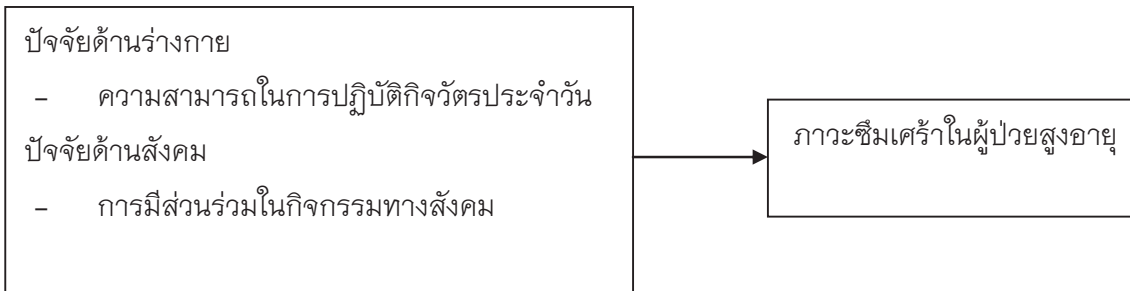 ปัจจัยด้านร่างกาย
– ความสามารถในการปฏิบัติกิจวัตรประจำวัน
ปัจจัยด้านสังคม
– การมีส่วนร่วมในกิจกรรมทางสังคม
ภาวะซึมเศร้าในผู้ป่วยสูงอายุ